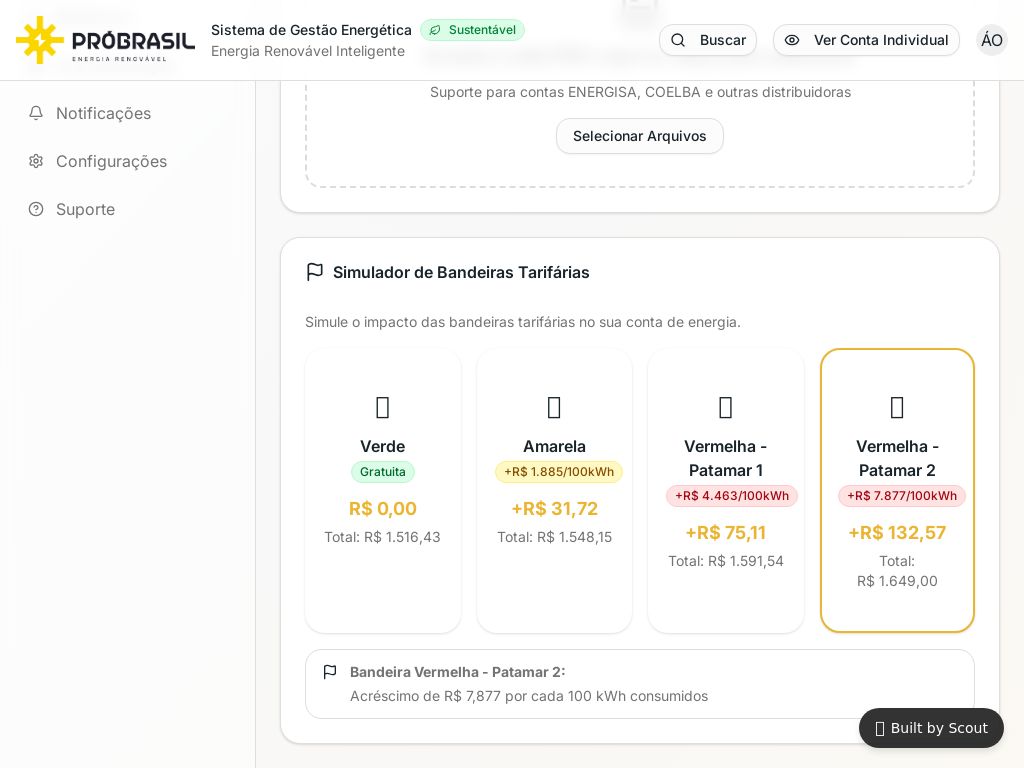 PRÓBRASIL
ENERGIA RENOVÁVEL
Sistema de Gestão Energética
Sustentável
Energia Renovável Inteligente
Buscar
Ver Conta Individual
ÁO
Notificações
Configurações
Suporte
Suporte para contas ENERGISA, COELBA e outras distribuidoras
Selecionar Arquivos
Simulador de Bandeiras Tarifárias
Simule o impacto das bandeiras tarifárias no sua conta de energia.
Verde
Gratuita
R$ 0,00
Total: R$ 1.516,43
Amarela
+R$ 1.885/100kWh
+R$ 31,72
Total: R$ 1.548,15
Vermelha -
Patamar 1
+R$ 4.463/100kWh
+R$ 75,11
Total: R$ 1.591,54
Vermelha -
Patamar 2
+R$ 7.877/100kWh
+R$ 132,57
Total:
R$ 1.649,00
Bandeira Vermelha - Patamar 2:
Acréscimo de R$ 7,877 por cada 100 kWh consumidos
Built by Scout